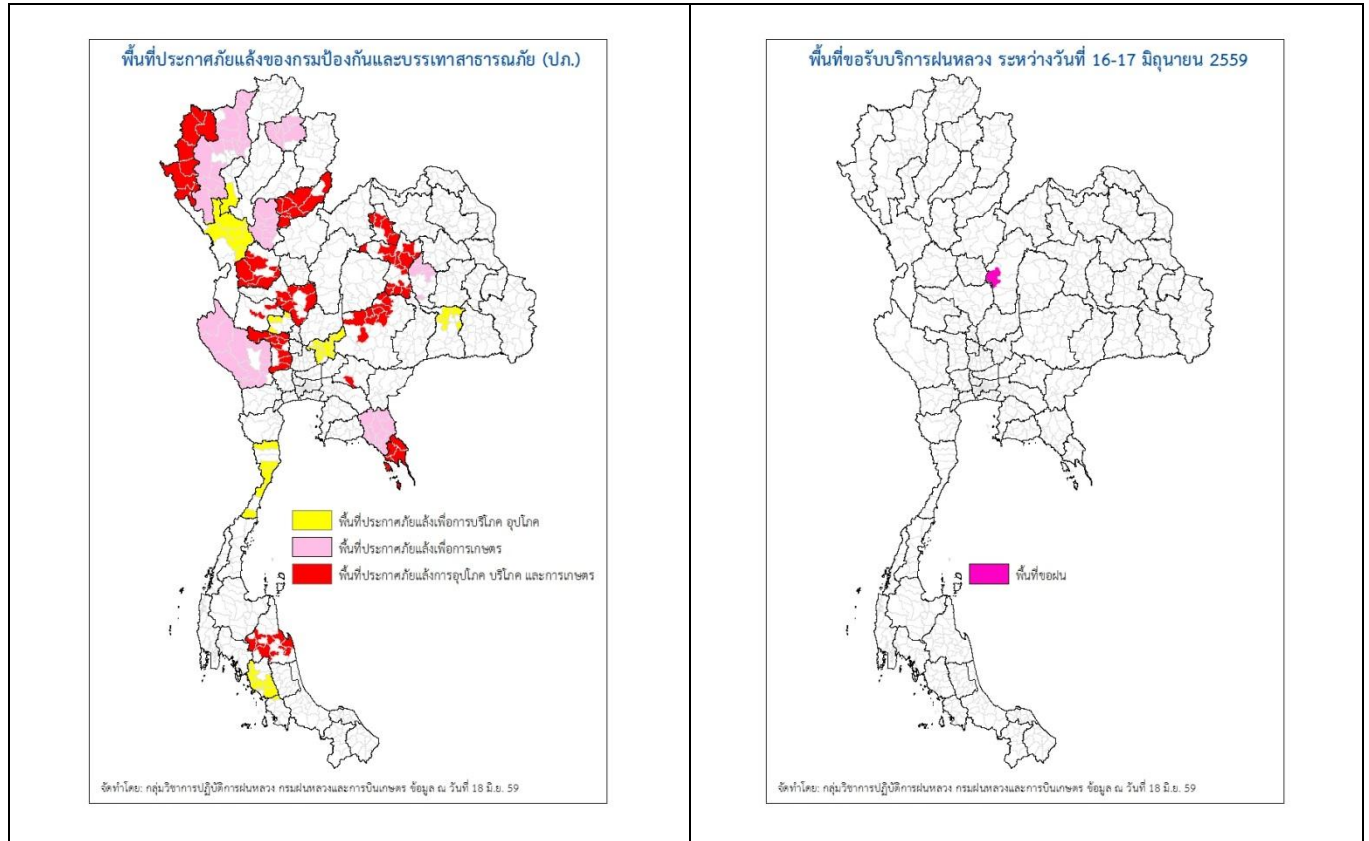 พื้นที่ประกาศภัยแล้งของกรมป้องกันและบรรเทาสาธารณภัย (ปภ.)
พื้นที่ประกาศภัยแล้งเพื่อการบริโภค อุปโภค
พื้นที่ประกาศภัยแล้งเพื่อการเกษตร
พื้นที่ประกาศภัยแล้งการอุปโภค บริโภค และการเกษตร
จัดทำโดย: กลุ่มวิชาการปฏิบัติการฝนหลวง กรมฝนหลวงและการบินเกษตร ข้อมูล ณ วันที่ 18 มิ.ย. 59
พื้นที่ขอรับบริการฝนหลวง ระหว่างวันที่ 16-17 มิถุนายน 2559
พื้นที่ขอฝน
จัดทำโดย: กลุ่มวิชาการปฏิบัติการฝนหลวง กรมฝนหลวงและการบินเกษตร ข้อมูล ณ วันที่ 18 มิ.ย. 59